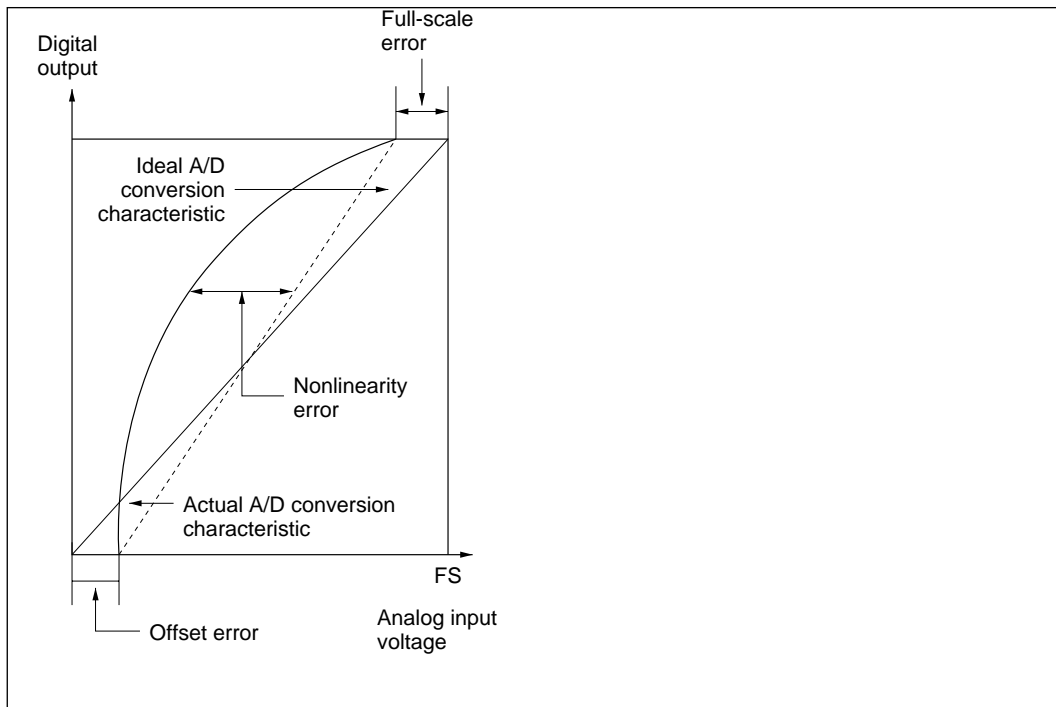 Full-scale
error
Digital
output
Ideal A/D
conversion
characteristic
Nonlinearity
error
Actual A/D conversion
characteristic
FS
Offset error
Analog input
voltage